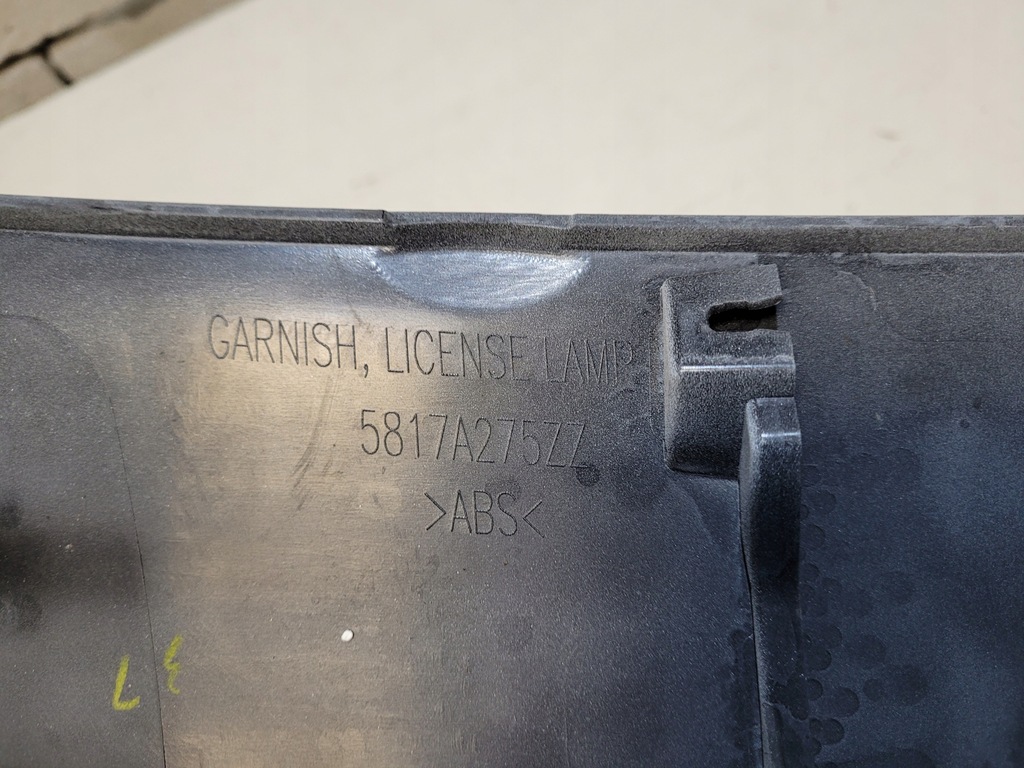 GARNISH, LICENSE LAMP
5817A275ZZ
>ABS<